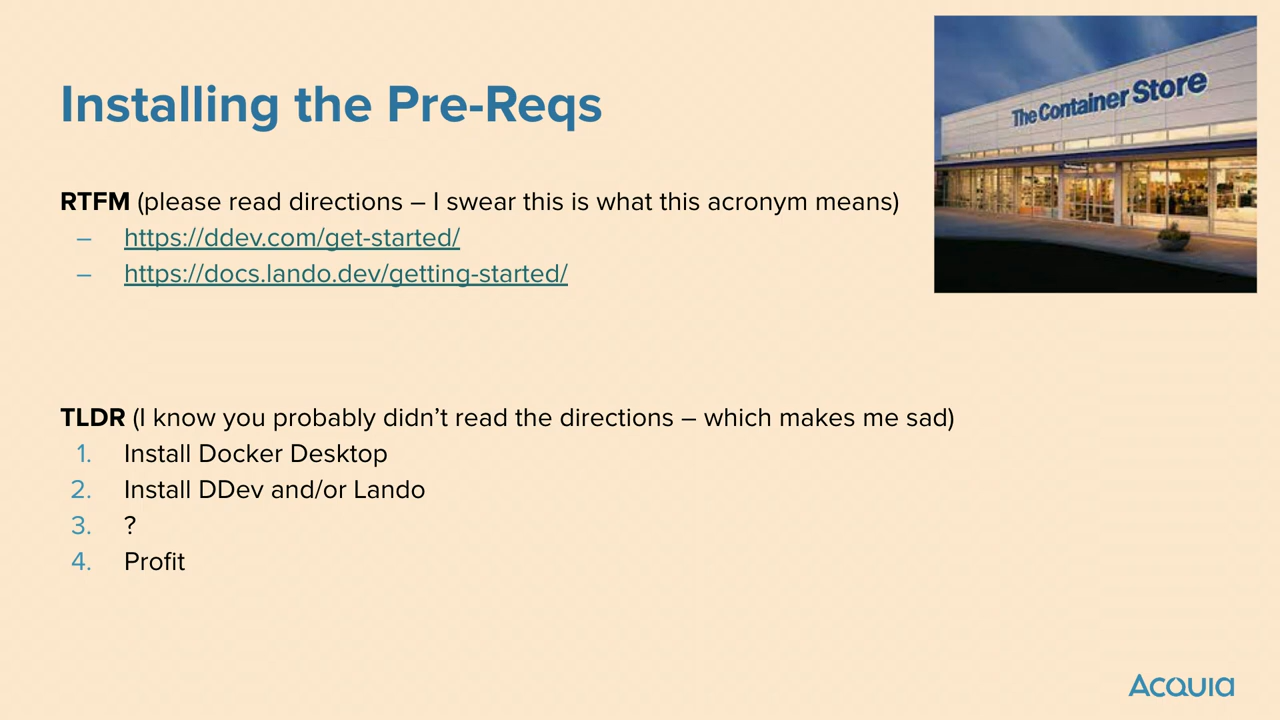 Installing the Pre-Reqs
The Container Store
RTFM (please read directions – I swear this is what this acronym means)
– https://ddev.com/get-started/
– https://docs.lando.dev/getting-started/
TLDR (I know you probably didn’t read the directions – which makes me sad)
1. Install Docker Desktop
2. Install DDev and/or Lando
3. ?
4. Profit
Acquia